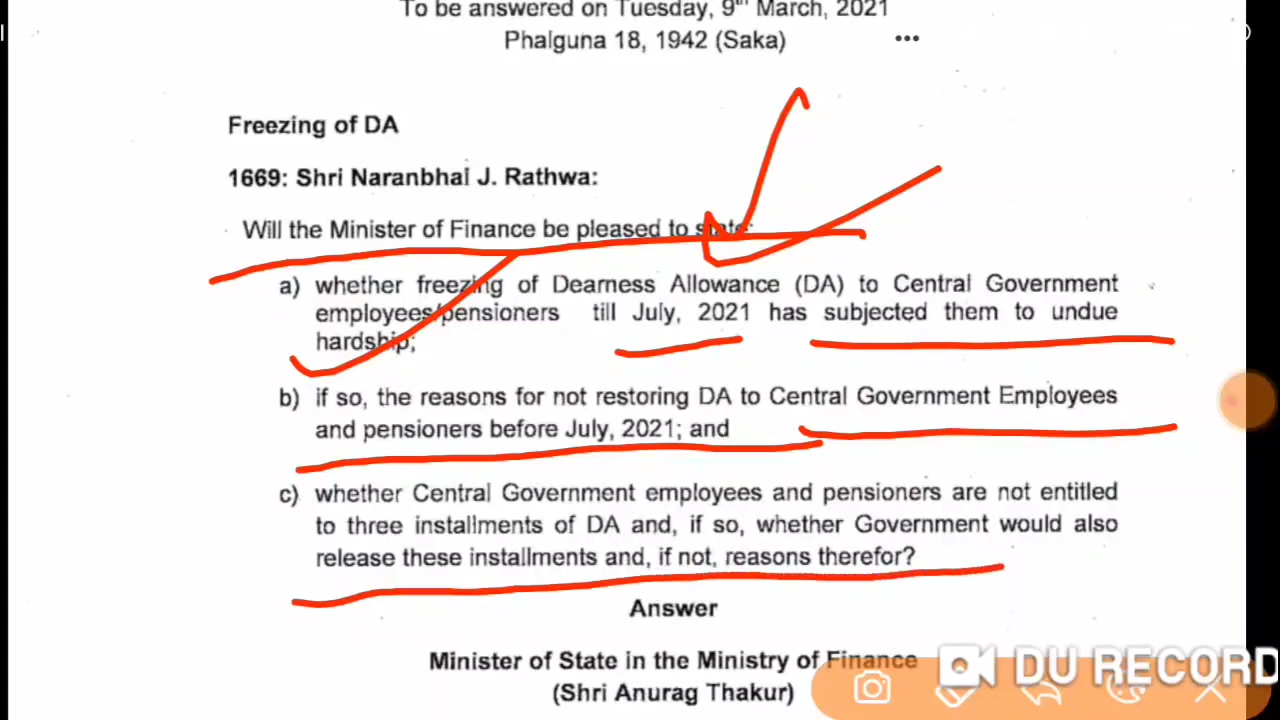 To be answered on Tuesday, 9th March, 2021
Phalguna 18, 1942 (Saka)
Freezing of DA
1669: Shri Naranbhai J. Rathwa:
Will the Minister of Finance be pleased to state:
a) whether freezing of Dearness Allowance (DA) to Central Government
employees/pensioners till July, 2021 has subjected them to undue
hardship;
b) if so, the reasons for not restoring DA to Central Government Employees
and pensioners before July, 2021; and
c) whether Central Government employees and pensioners are not entitled
to three installments of DA and, if so, whether Government would also
release these installments and, if not, reasons therefor?
Answer
Minister of State in the Ministry of Finance
(Shri Anurag Thakur)
DU RECORD